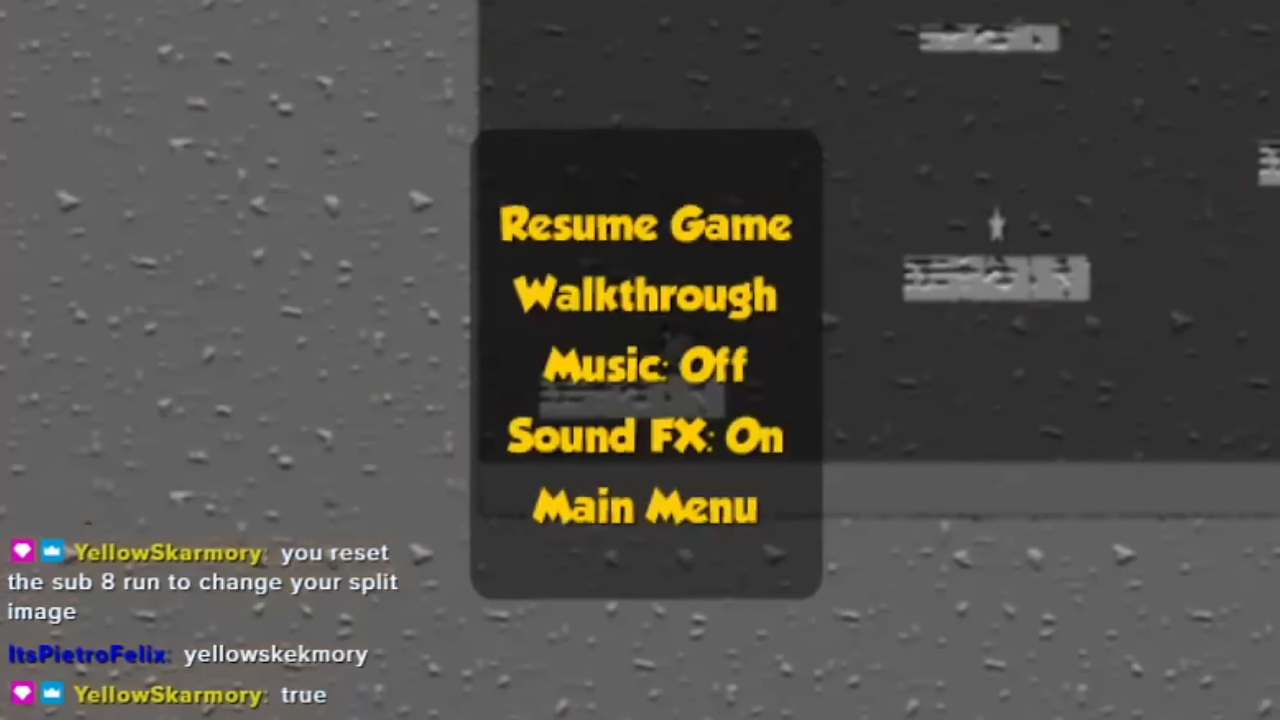 Resume Game
Walkthrough
Music: Off
Sound FX: On
Main Menu
YellowSkarmory: you reset
the sub 8 run to change your split
image
ItsPietroFelix: yellowskekmory
YellowSkarmory: true